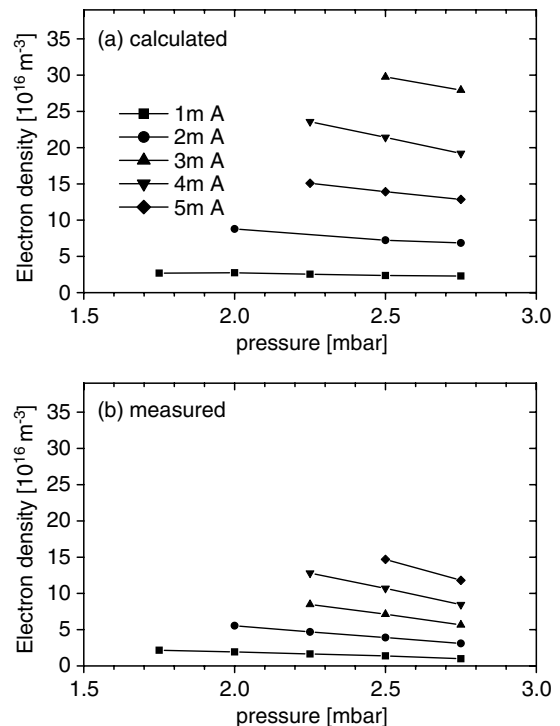 (a) calculated
Electron density [10¹⁶ m⁻³]
35
30
25
20
15
10
5
0
1m A
2m A
3m A
4m A
5m A
1.5
2.0
2.5
3.0
pressure [mbar]
(b) measured
Electron density [10¹⁶ m⁻³]
35
30
25
20
15
10
5
0
1.5
2.0
2.5
3.0
pressure [mbar]